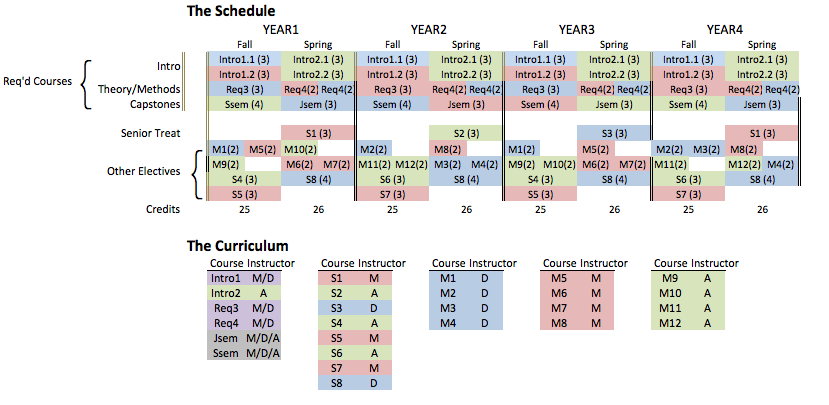 The Schedule
YEAR1 YEAR2 YEAR3 YEAR4
Fall Spring Fall Spring Fall Spring Fall Spring
Intro1.1 (3) Intro2.1 (3) Intro1.1 (3) Intro2.1 (3) Intro1.1 (3) Intro2.1 (3) Intro1.1 (3) Intro2.1 (3)
Intro
Intro1.2 (3) Intro2.2 (3) Intro1.2 (3) Intro2.2 (3) Intro1.2 (3) Intro2.2 (3) Intro1.2 (3) Intro2.2 (3)
Req'd Courses
Theory/Methods Req3 (3) Req4(2) Req4(2) Req3 (3) Req4(2) Req4(2) Req3 (3) Req4(2) Req4(2) Req3 (3) Req4(2) Req4(2)
Capstones Ssem (4) Jsem (3) Ssem (4) Jsem (3) Ssem (4) Jsem (3) Ssem (4) Jsem (3)
Senior Treat S1 (3) S2 (3) S3 (3) S1 (3)
M1(2) M5(2) M10(2) M2(2) M8(2) M1(2) M5(2) M2(2) M3(2) M8(2)
Other Electives
M9(2) M6(2) M7(2) M11(2) M12(2) M3(2) M4(2) M9(2) M10(2) M6(2) M7(2) M11(2) M12(2) M4(2)
S4 (3) S8 (4) S6 (3) S8 (4) S4 (3) S8 (4) S6 (3) S8 (4)
S5 (3) S7 (3) S5 (3) S7 (3)
Credits 25 26 25 26 25 26 25 26
The Curriculum
Course Instructor Course Instructor Course Instructor Course Instructor Course Instructor
Intro1 M/D S1 M M1 D M5 M M9 A
Intro2 A S2 A M2 D M6 M M10 A
Req3 M/D S3 D M3 D M7 M M11 A
Req4 M/D S4 A M4 D M8 M M12 A
Jsem M/D/A S5 M
Ssem M/D/A S6 A
S7 M
S8 D